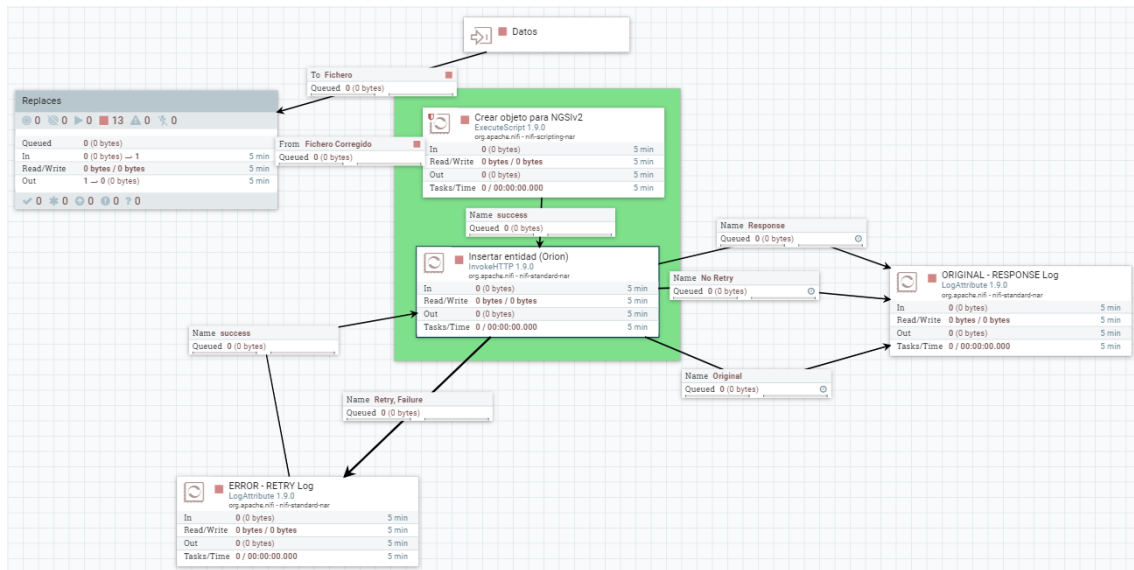 Datos
To Fichero
Queued 0 (0 bytes)
Replaces
0 0 0 13 0 0
Queued 0 (0 bytes)
In 0 (0 bytes) → 1 5 min
Read/Write 0 bytes / 0 bytes 5 min
Out 1 → 0 (0 bytes) 5 min
0 0 0 0 ? 0
From Fichero Corregido
Queued 0 (0 bytes)
Crear objeto para NGSIv2
ExecuteScript 1.9.0
org.apache.nifi - nifi-scripting-nar
In 0 (0 bytes) 5 min
Read/Write 0 bytes / 0 bytes 5 min
Out 0 (0 bytes) 5 min
Tasks/Time 0 / 00:00:00.000 5 min
Name success
Queued 0 (0 bytes)
Insertar entidad (Orion)
InvokeHTTP 1.9.0
org.apache.nifi - nifi-standard-nar
In 0 (0 bytes) 5 min
Read/Write 0 bytes / 0 bytes 5 min
Out 0 (0 bytes) 5 min
Tasks/Time 0 / 00:00:00.000 5 min
Name Response
Queued 0 (0 bytes)
Name No Retry
Queued 0 (0 bytes)
ORIGINAL - RESPONSE Log
LogAttribute 1.9.0
org.apache.nifi - nifi-standard-nar
In 0 (0 bytes) 5 min
Read/Write 0 bytes / 0 bytes 5 min
Out 0 (0 bytes) 5 min
Tasks/Time 0 / 00:00:00.000 5 min
Name success
Queued 0 (0 bytes)
Name Original
Queued 0 (0 bytes)
Name Retry, Failure
Queued 0 (0 bytes)
ERROR - RETRY Log
LogAttribute 1.9.0
org.apache.nifi - nifi-standard-nar
In 0 (0 bytes) 5 min
Read/Write 0 bytes / 0 bytes 5 min
Out 0 (0 bytes) 5 min
Tasks/Time 0 / 00:00:00.000 5 min